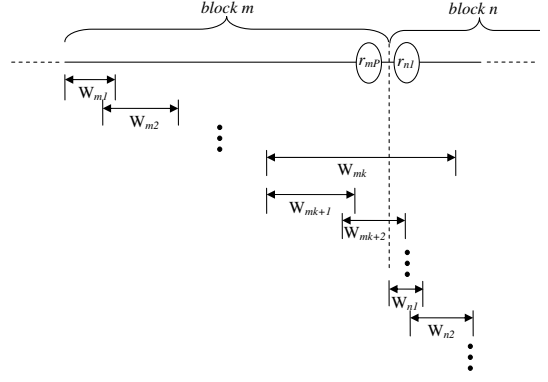 block m block n
r_mP r_n1
W_m1
W_m2
W_mk
W_mk+1
W_mk+2
W_n1
W_n2